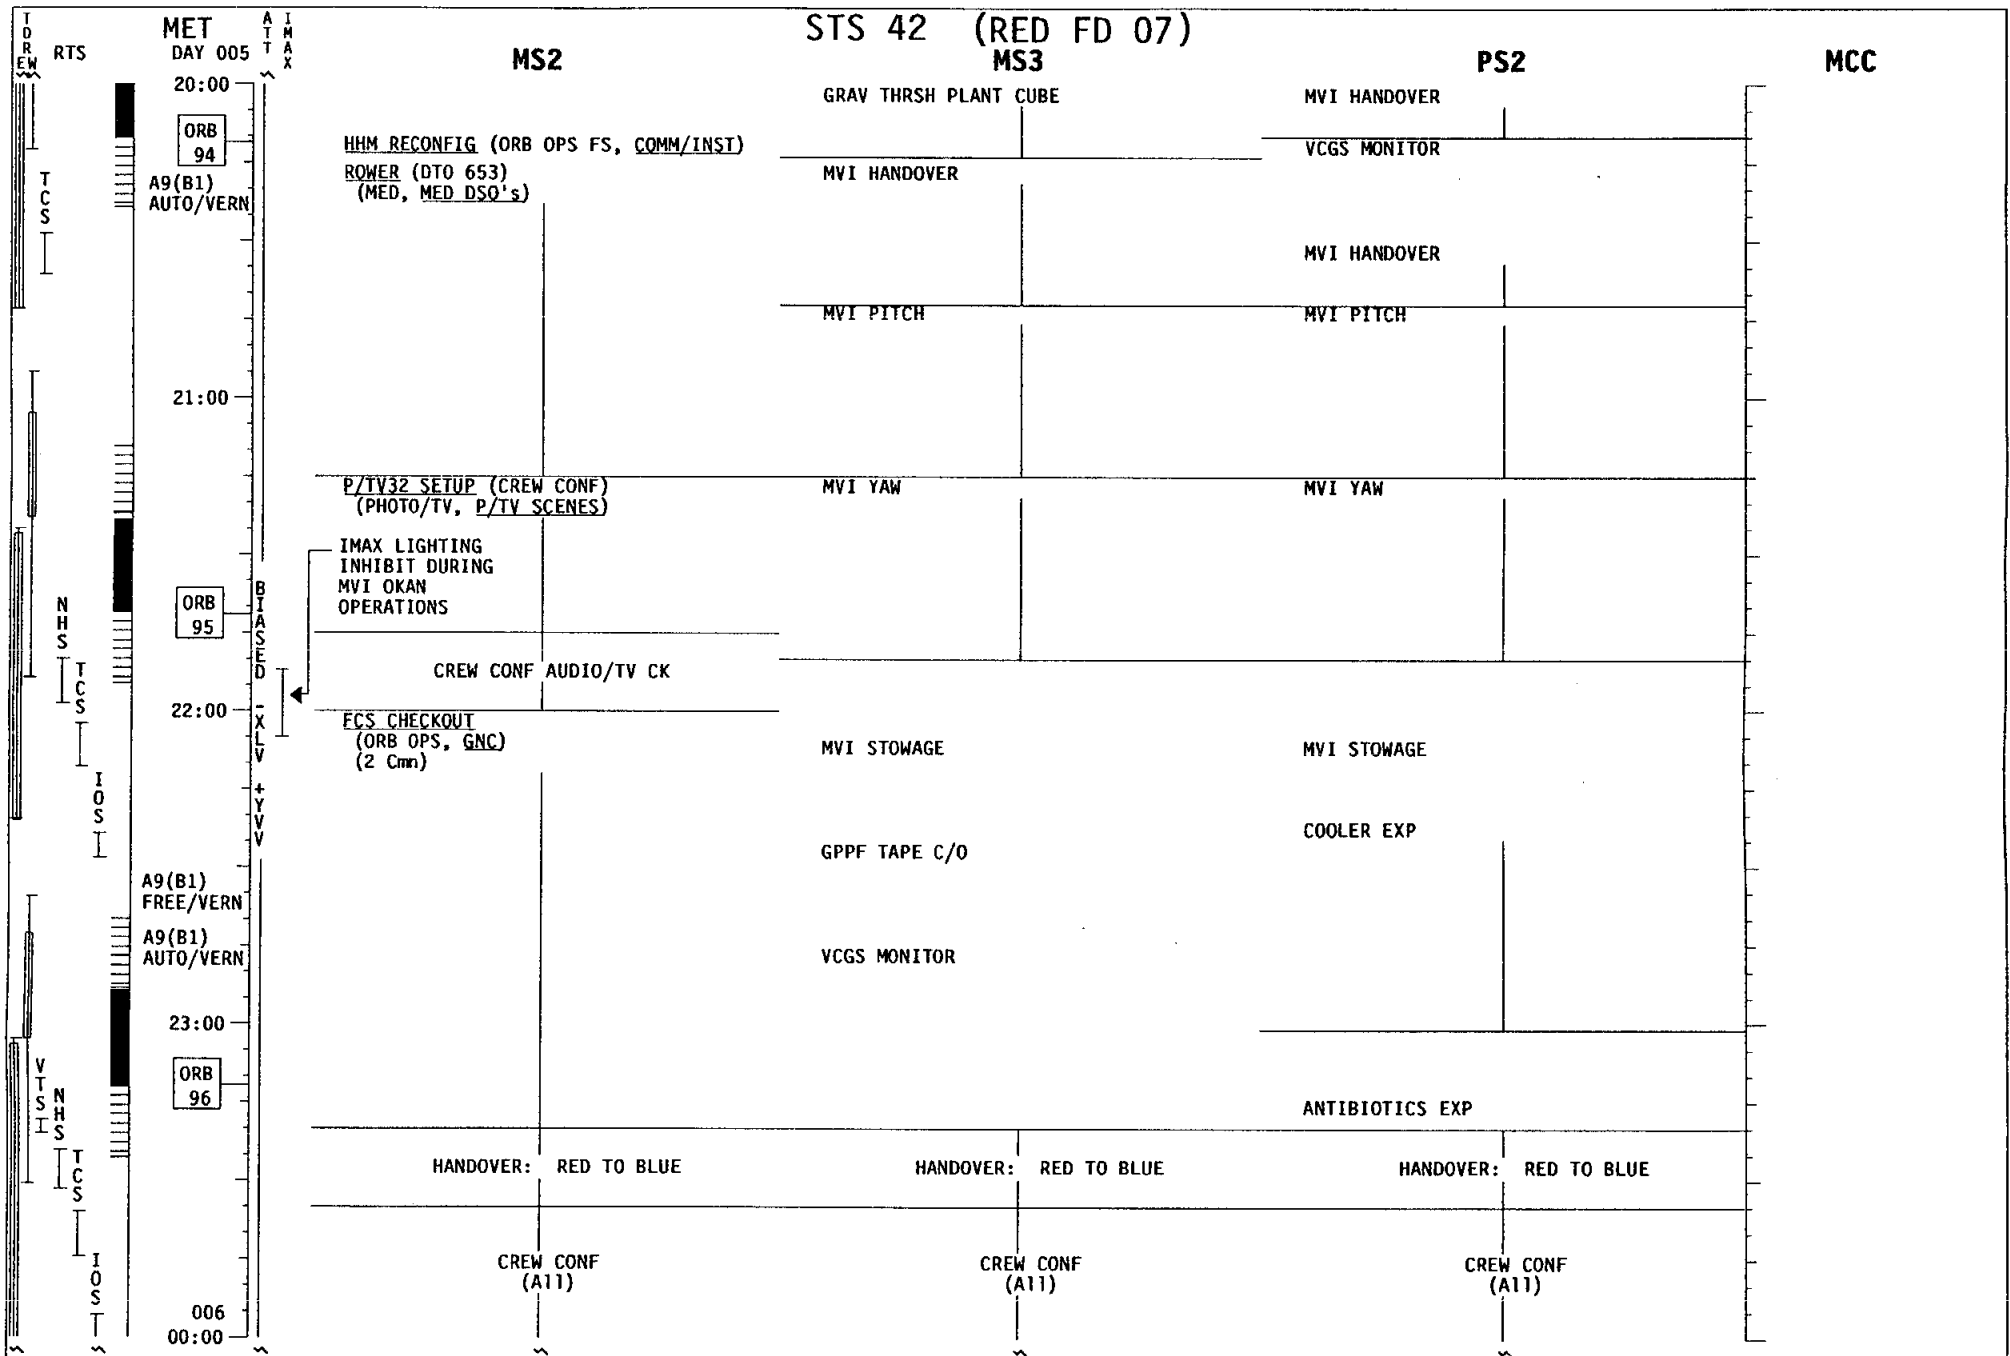 STS 42 (RED FD 07)
TDRE W
RTS
MET
DAY 005
ATT
IMAX
MS2
MS3
PS2
MCC
20:00
GRAV THRSH PLANT CUBE
MVI HANDOVER
ORB
94
HHM RECONFIG (ORB OPS FS, COMM/INST)
VCGS MONITOR
TCS
A9(B1)
AUTO/VERN
ROWER (DTO 653)
(MED, MED DSO's)
MVI HANDOVER
MVI HANDOVER
MVI PITCH
MVI PITCH
21:00
P/TV32 SETUP (CREW CONF)
(PHOTO/TV, P/TV SCENES)
MVI YAW
MVI YAW
IMAX LIGHTING
INHIBIT DURING
MVI OKAN
OPERATIONS
BIASED -XLV +YVV
NHS
ORB
95
TCS
CREW CONF AUDIO/TV CK
22:00
FCS CHECKOUT
(ORB OPS, GNC)
(2 Cmn)
MVI STOWAGE
MVI STOWAGE
IOS
COOLER EXP
GPPF TAPE C/O
A9(B1)
FREE/VERN
A9(B1)
AUTO/VERN
VCGS MONITOR
23:00
VTS
ORB
96
NHS
ANTIBIOTICS EXP
TCS
HANDOVER: RED TO BLUE
HANDOVER: RED TO BLUE
HANDOVER: RED TO BLUE
IOS
CREW CONF
(All)
CREW CONF
(All)
CREW CONF
(All)
006
00:00